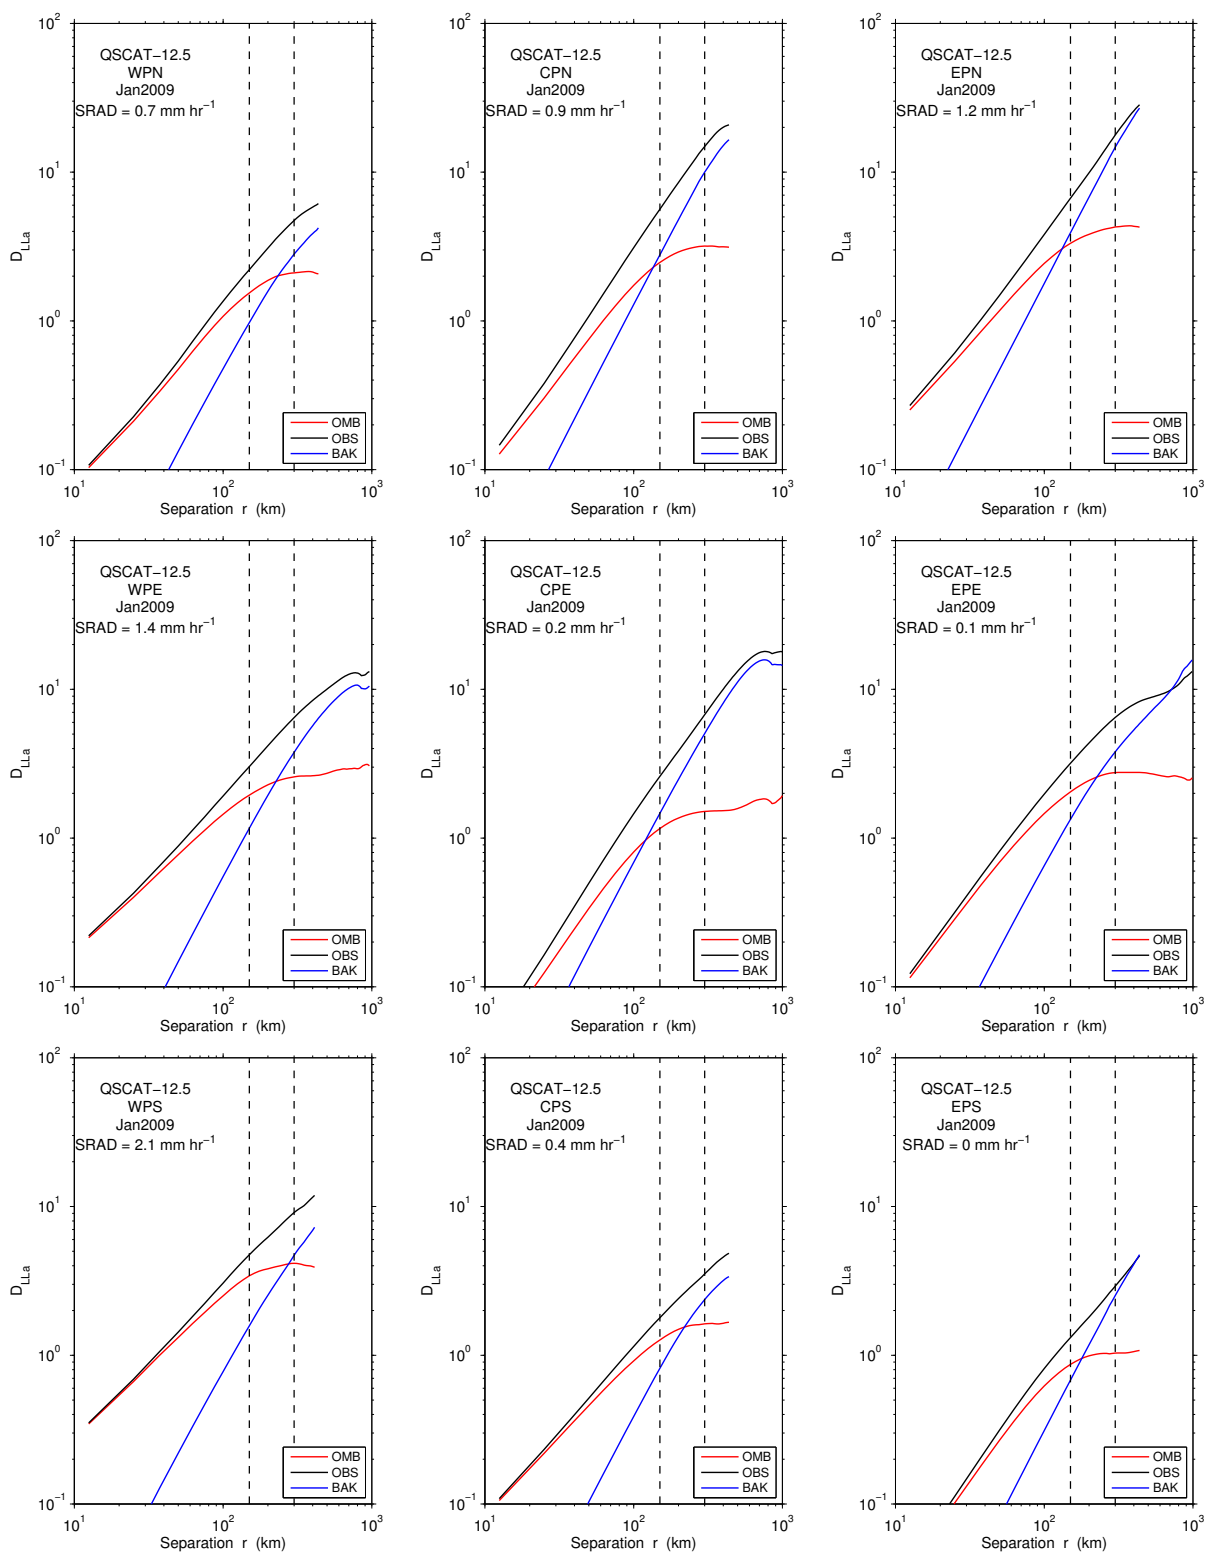 QSCAT−12.5
WPN
Jan2009
SRAD = 0.7 mm hr⁻¹
D_LLa
10²
10¹
10⁰
10⁻¹
OMB
OBS
BAK
10¹ 10² 10³
Separation r (km)
QSCAT−12.5
CPN
Jan2009
SRAD = 0.9 mm hr⁻¹
D_LLa
10²
10¹
10⁰
10⁻¹
OMB
OBS
BAK
10¹ 10² 10³
Separation r (km)
QSCAT−12.5
EPN
Jan2009
SRAD = 1.2 mm hr⁻¹
D_LLa
10²
10¹
10⁰
10⁻¹
OMB
OBS
BAK
10¹ 10² 10³
Separation r (km)
QSCAT−12.5
WPE
Jan2009
SRAD = 1.4 mm hr⁻¹
D_LLa
10²
10¹
10⁰
10⁻¹
OMB
OBS
BAK
10¹ 10² 10³
Separation r (km)
QSCAT−12.5
CPE
Jan2009
SRAD = 0.2 mm hr⁻¹
D_LLa
10²
10¹
10⁰
10⁻¹
OMB
OBS
BAK
10¹ 10² 10³
Separation r (km)
QSCAT−12.5
EPE
Jan2009
SRAD = 0.1 mm hr⁻¹
D_LLa
10²
10¹
10⁰
10⁻¹
OMB
OBS
BAK
10¹ 10² 10³
Separation r (km)
QSCAT−12.5
WPS
Jan2009
SRAD = 2.1 mm hr⁻¹
D_LLa
10²
10¹
10⁰
10⁻¹
OMB
OBS
BAK
10¹ 10² 10³
Separation r (km)
QSCAT−12.5
CPS
Jan2009
SRAD = 0.4 mm hr⁻¹
D_LLa
10²
10¹
10⁰
10⁻¹
OMB
OBS
BAK
10¹ 10² 10³
Separation r (km)
QSCAT−12.5
EPS
Jan2009
SRAD = 0 mm hr⁻¹
D_LLa
10²
10¹
10⁰
10⁻¹
OMB
OBS
BAK
10¹ 10² 10³
Separation r (km)